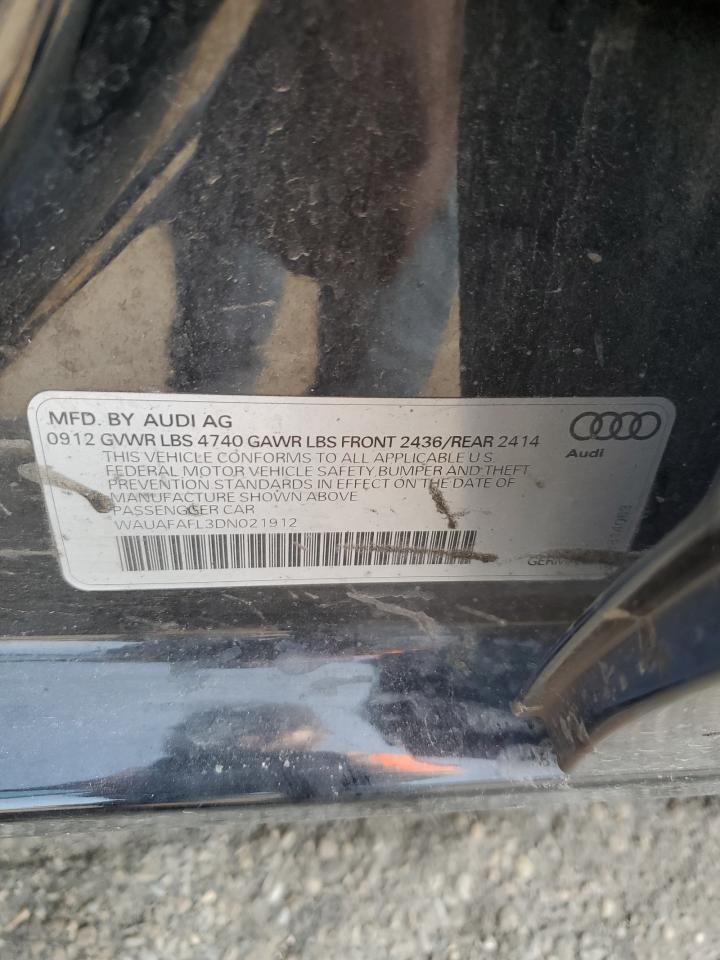 MFD. BY AUDI AG
0912 GVWR LBS 4740 GAWR LBS FRONT 2436/REAR 2414
THIS VEHICLE CONFORMS TO ALL APPLICABLE U.S.
FEDERAL MOTOR VEHICLE SAFETY BUMPER AND THEFT
PREVENTION STANDARDS IN EFFECT ON THE DATE OF
MANUFACTURE SHOWN ABOVE
PASSENGGER CAR
WAUAFAFL3DN021912
Audi